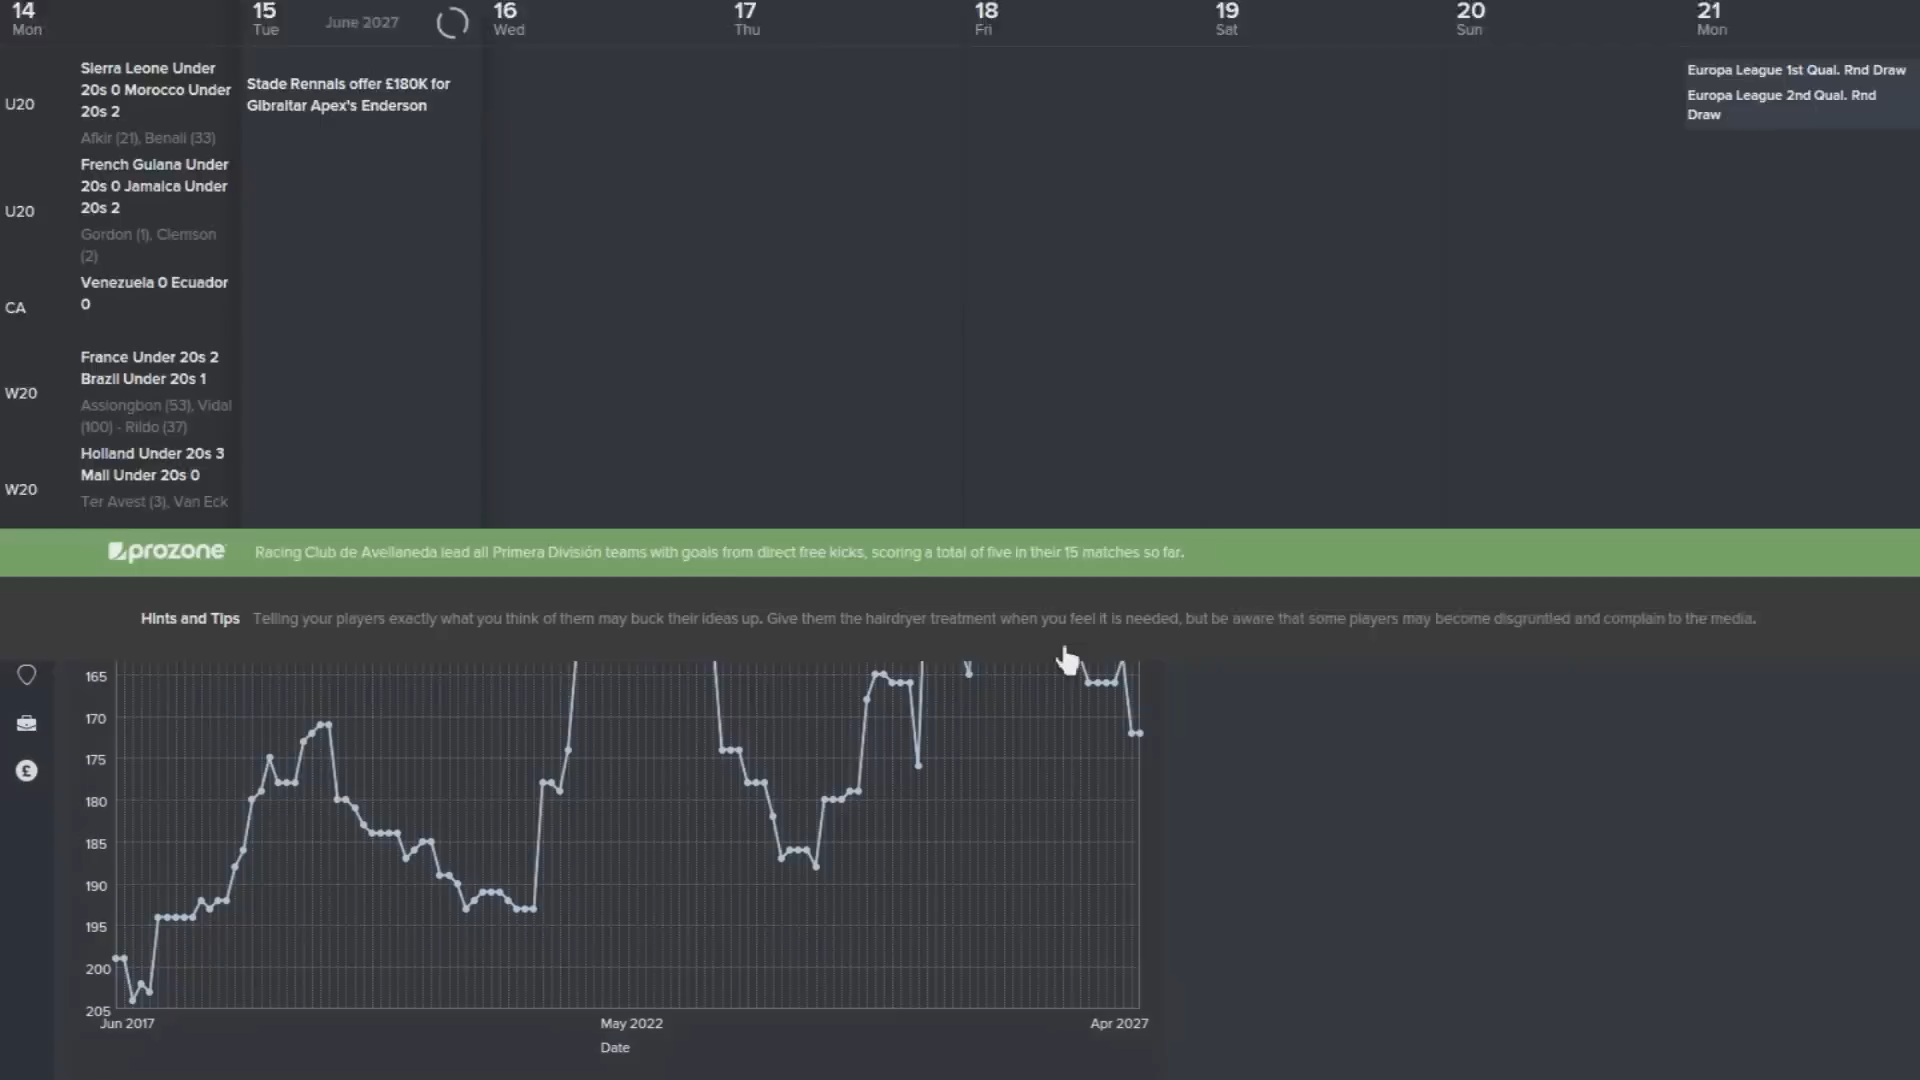 14
Mon
15
Tue
June 2027
16
Wed
17
Thu
18
Fri
19
Sat
20
Sun
21
Mon
U20
Sierra Leone Under
20s 0 Morocco Under
20s 2
Afkir (21), Benali (33)
U20
French Guiana Under
20s 0 Jamaica Under
20s 2
Gordon (1), Clemson
(2)
CA
Venezuela 0 Ecuador
0
W20
France Under 20s 2
Brazil Under 20s 1
Assiongbon (53), Vidal
(100) - Rildo (37)
W20
Holland Under 20s 3
Mali Under 20s 0
Ter Avest (3), Van Eck
Stade Rennais offer £180K for
Gibraltar Apex's Enderson
Europa League 1st Qual. Rnd Draw
Europa League 2nd Qual. Rnd
Draw
prozone
Racing Club de Avellaneda lead all Primera División teams with goals from direct free kicks, scoring a total of five in their 15 matches so far.
Hints and Tips
Telling your players exactly what you think of them may buck their ideas up. Give them the hairdryer treatment when you feel it is needed, but be aware that some players may become disgruntled and complain to the media.
£
165
170
175
180
185
190
195
200
205
Jun 2017
May 2022
Apr 2027
Date